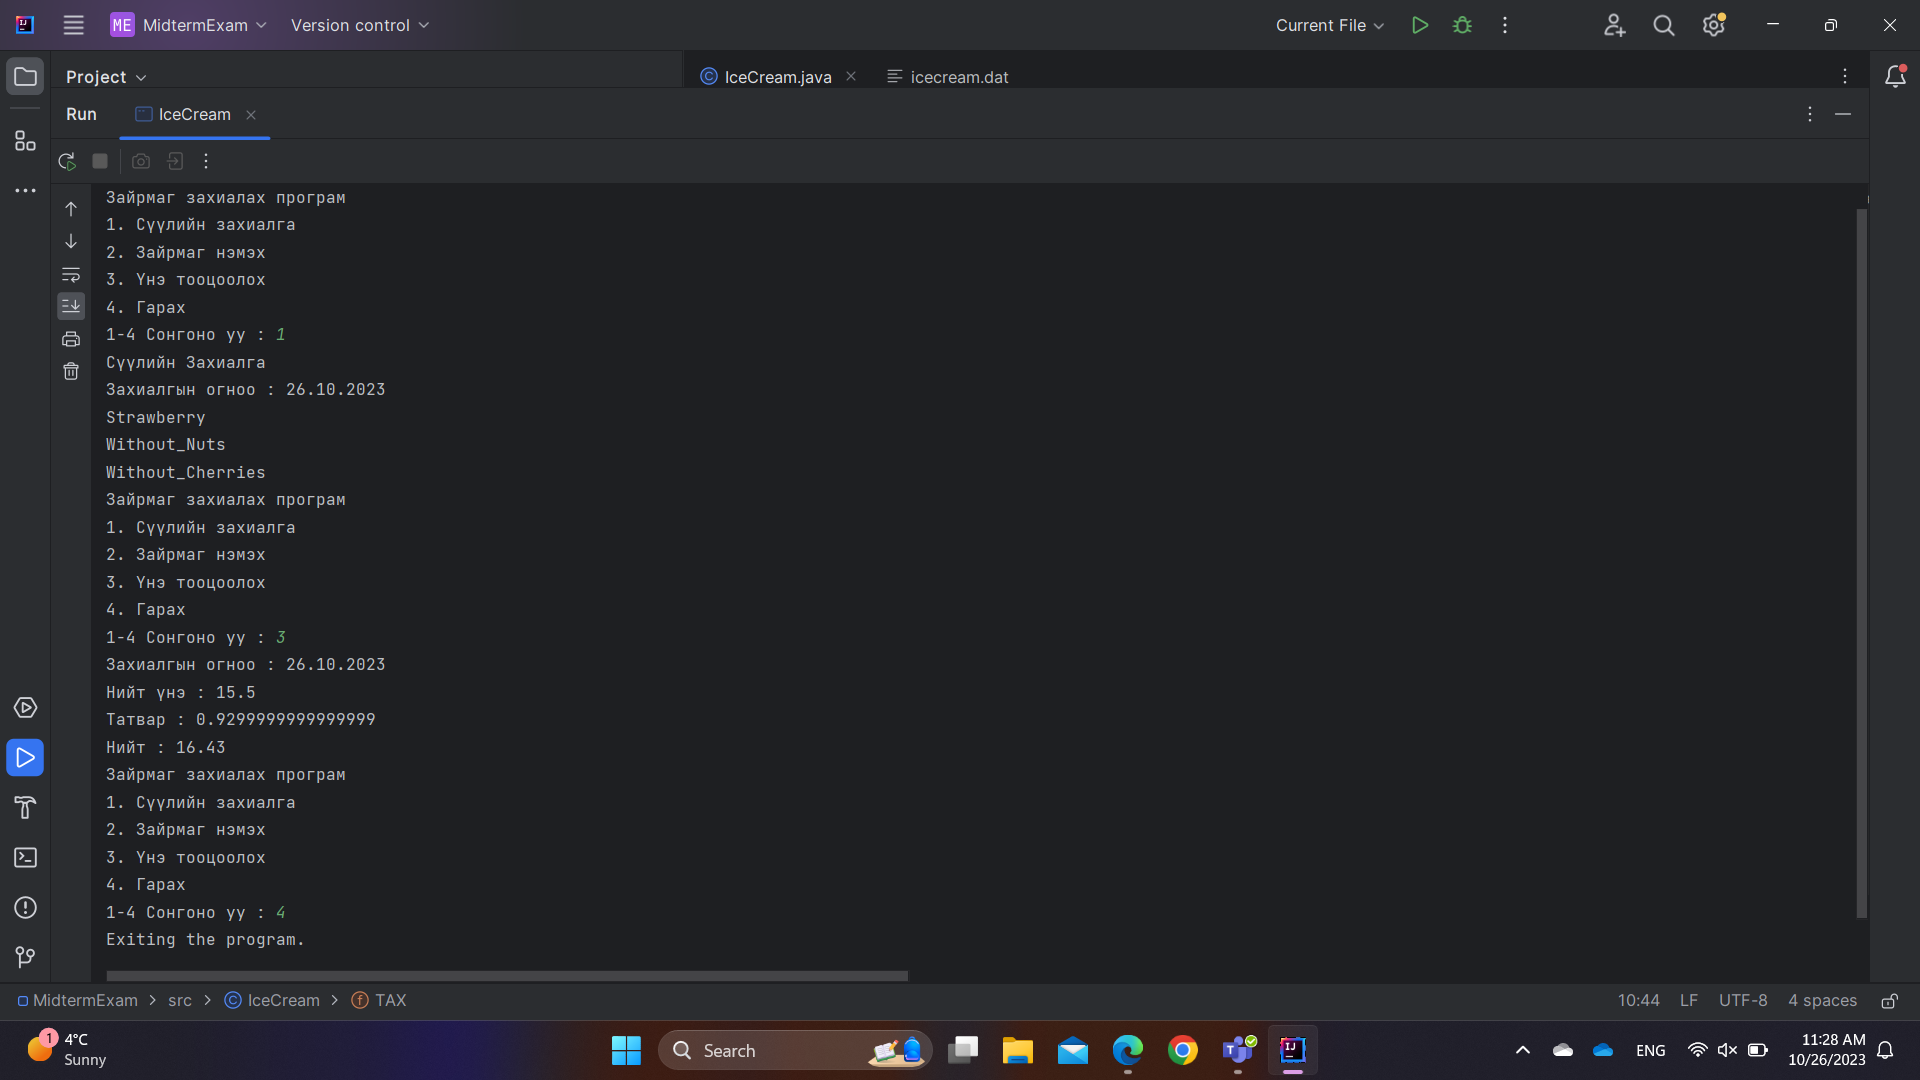 ME MidtermExam Version control Current File
Project IceCream.java icecream.dat
Run IceCream
Зайрмаг захиалах програм
1. Сүүлийн захиалга
2. Зайрмаг нэмэх
3. Үнэ тооцоолох
4. Гарах
1-4 Сонгоно уу : 1
Сүүлийн Захиалга
Захиалгын огноо : 26.10.2023
Strawberry
Without_Nuts
Without_Cherries
Зайрмаг захиалах програм
1. Сүүлийн захиалга
2. Зайрмаг нэмэх
3. Үнэ тооцоолох
4. Гарах
1-4 Сонгоно уу : 3
Захиалгын огноо : 26.10.2023
Нийт үнэ : 15.5
Татвар : 0.9299999999999999
Нийт : 16.43
Зайрмаг захиалах програм
1. Сүүлийн захиалга
2. Зайрмаг нэмэх
3. Үнэ тооцоолох
4. Гарах
1-4 Сонгоно уу : 4
Exiting the program.
MidtermExam > src > IceCream > TAX 10:44 LF UTF-8 4 spaces
1 4°C
Sunny
Search
ENG
11:28 AM
10/26/2023